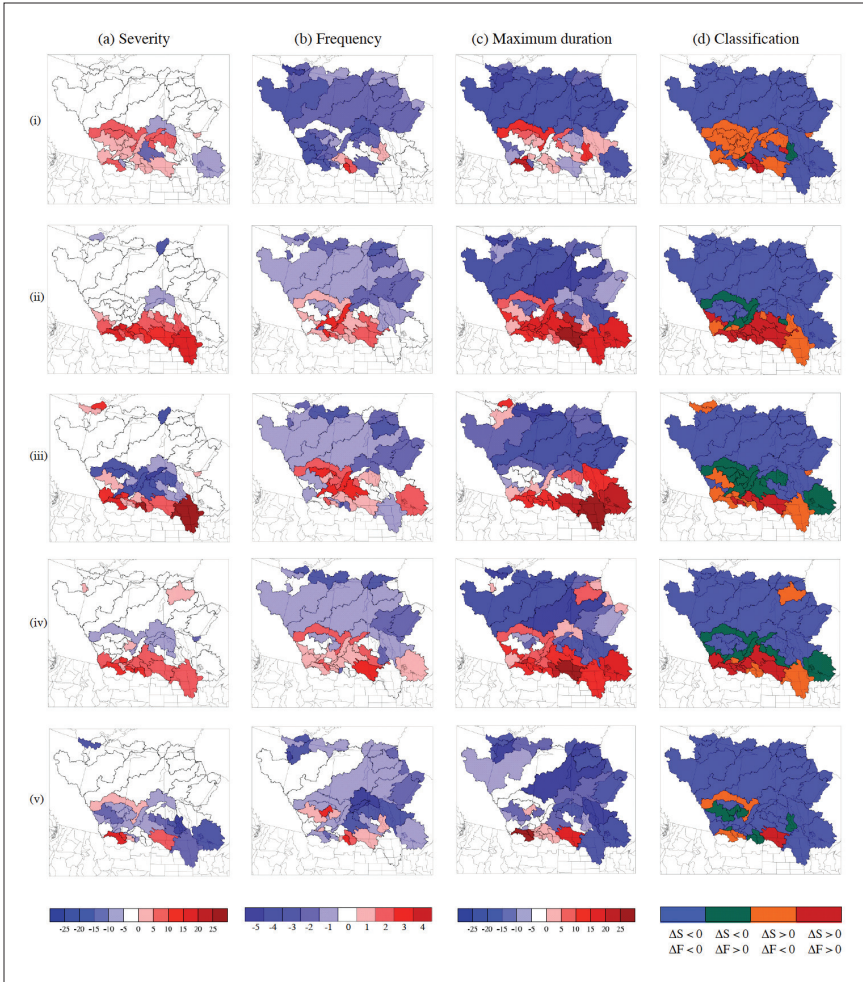 (a) Severity (b) Frequency (c) Maximum duration (d) Classification
(i)
(ii)
(iii)
(iv)
(v)
-25 -20 -15 -10 -5 0 5 10 15 20 25
-5 -4 -3 -2 -1 0 1 2 3 4
-25 -20 -15 -10 -5 0 5 10 15 20 25
ΔS < 0 ΔS < 0 ΔS > 0 ΔS > 0
ΔF < 0 ΔF > 0 ΔF < 0 ΔF > 0